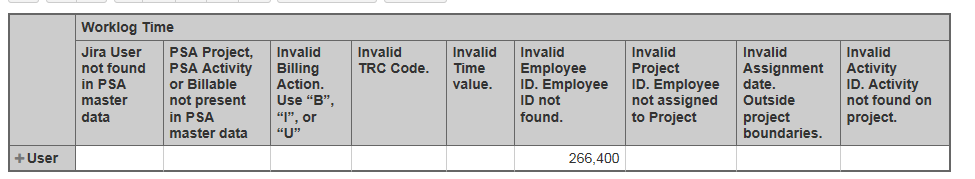 Worklog Time
Jira User
not found
in PSA
master
data
PSA Project,
PSA Activity
or Billable
not present
in PSA
master data
Invalid
Billing
Action.
Use “B”,
“I”, or
“U”
Invalid
TRC Code.
Invalid
Time
value.
Invalid
Employee
ID. Employee
ID not
found.
Invalid
Project
ID. Employee
not assigned
to Project
Invalid
Assignment
date.
Outside
project
boundaries.
Invalid
Activity
ID. Activity
not found on
project.
+ User
266,400